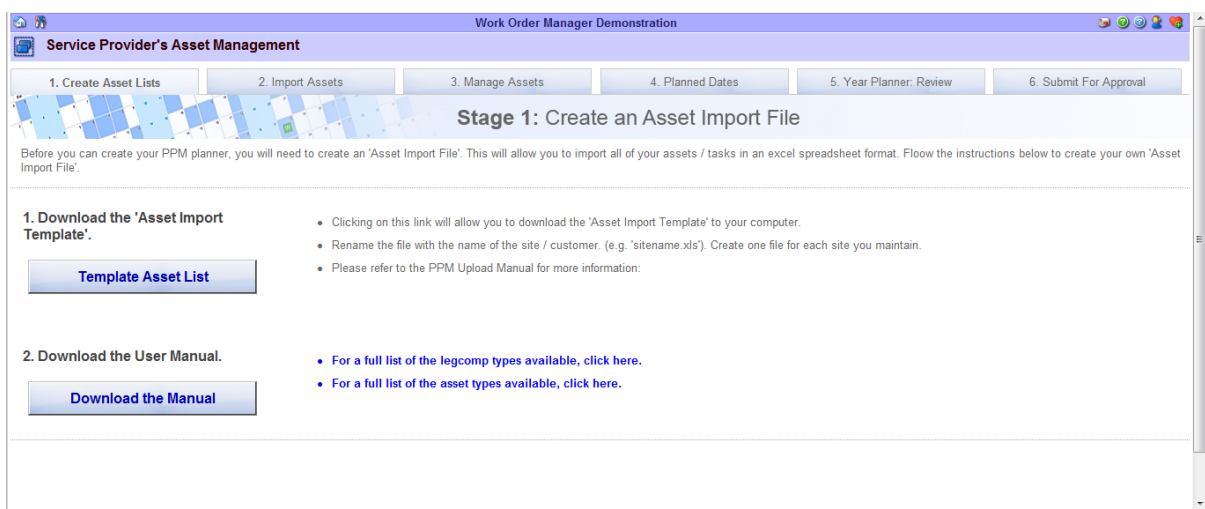 Work Order Manager Demonstration
Service Provider's Asset Management
1. Create Asset Lists
2. Import Assets
3. Manage Assets
4. Planned Dates
5. Year Planner: Review
6. Submit For Approval
Stage 1: Create an Asset Import File
Before you can create your PPM planner, you will need to create an 'Asset Import File'. This will allow you to import all of your assets / tasks in an excel spreadsheet format. Floow the instructions below to create your own 'Asset
Import File'.
1. Download the 'Asset Import
Template'.
Template Asset List
• Clicking on this link will allow you to download the 'Asset Import Template' to your computer.
• Rename the file with the name of the site / customer. (e.g. 'sitename.xls'). Create one file for each site you maintain.
• Please refer to the PPM Upload Manual for more information:
2. Download the User Manual.
Download the Manual
• For a full list of the legcomp types available, click here.
• For a full list of the asset types available, click here.